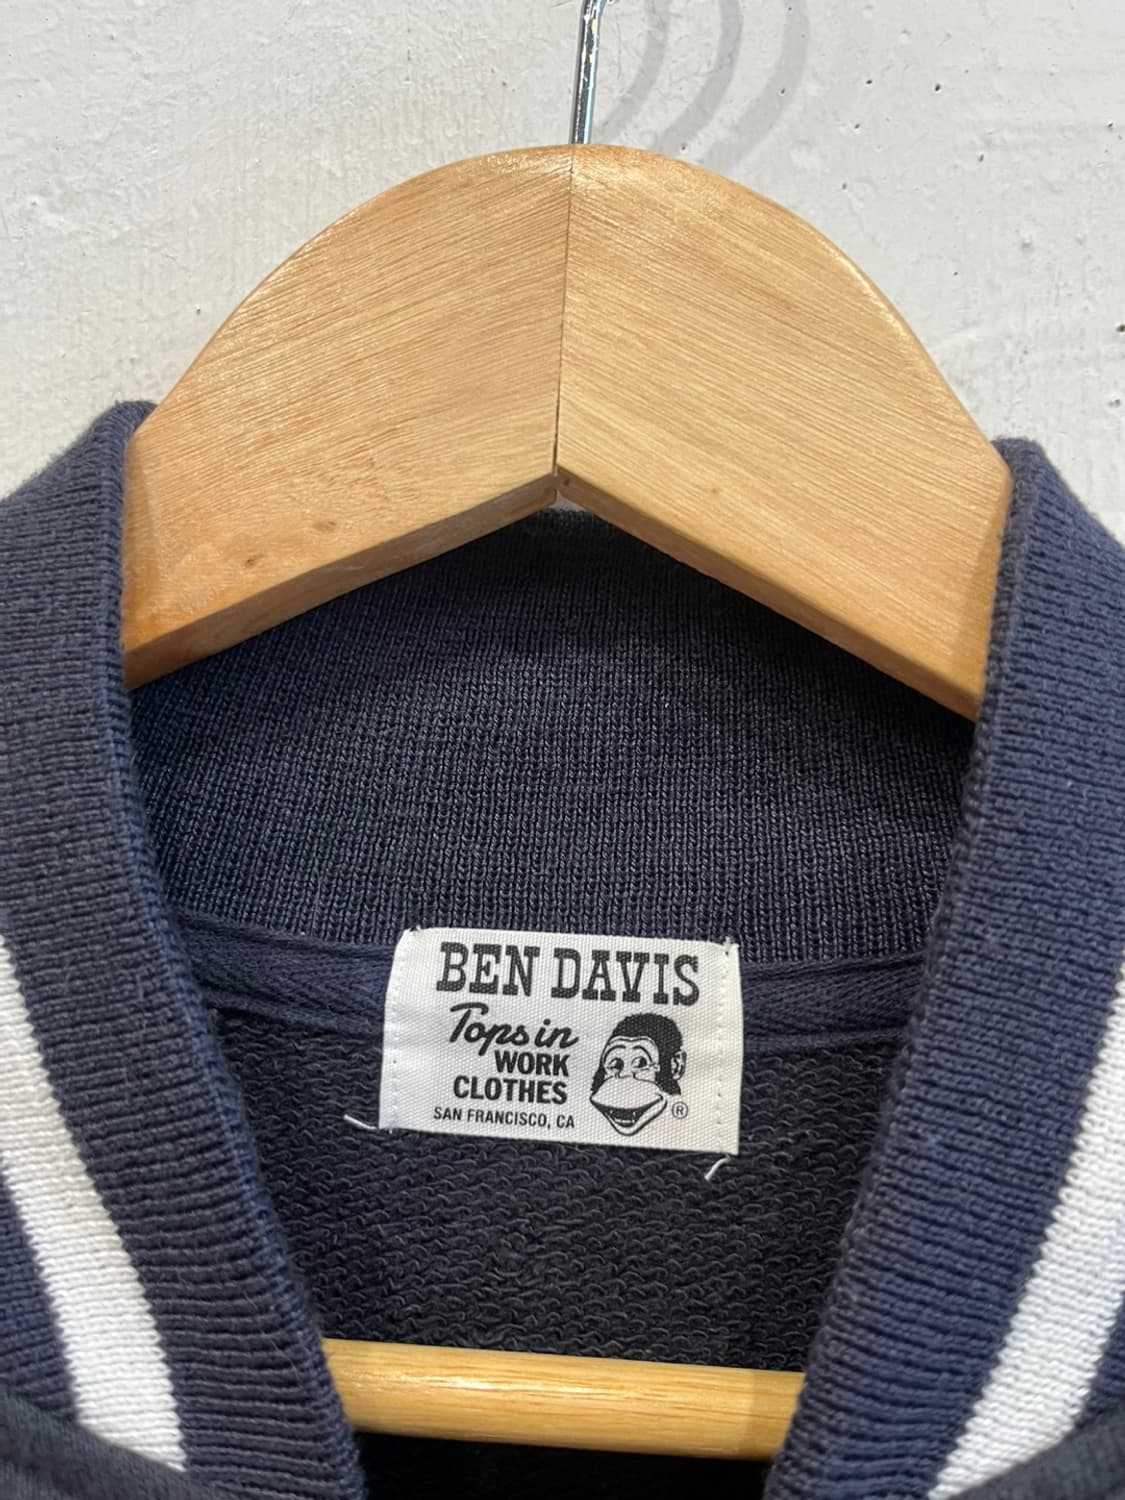 BEN DAVIS
Tops in
WORK
CLOTHES
SAN FRANCISCO, CA
®